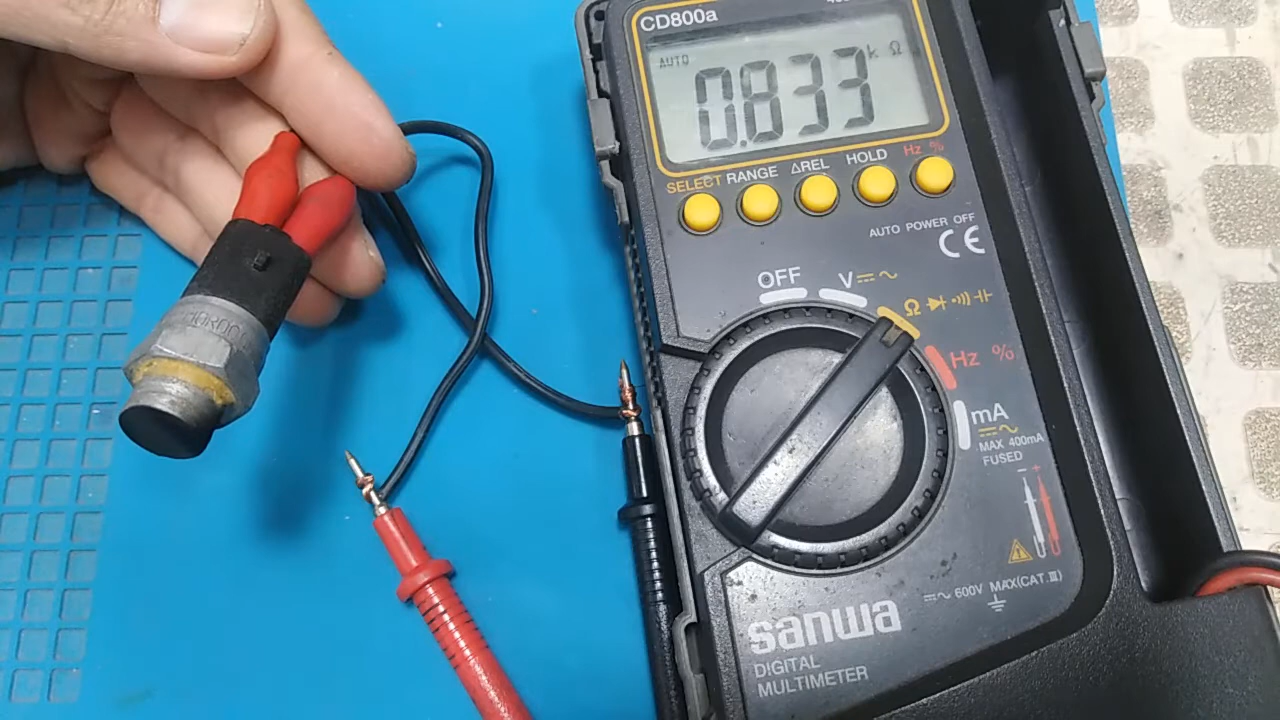 CD800a
AUTO
0.833 k Ω
SELECT RANGE ΔREL HOLD Hz %
AUTO POWER OFF
CE
OFF V Ω
Hz %
mA
MAX 400mA
FUSED
600V MAX(CAT.III)
sanwa
DIGITAL
MULTIMETER